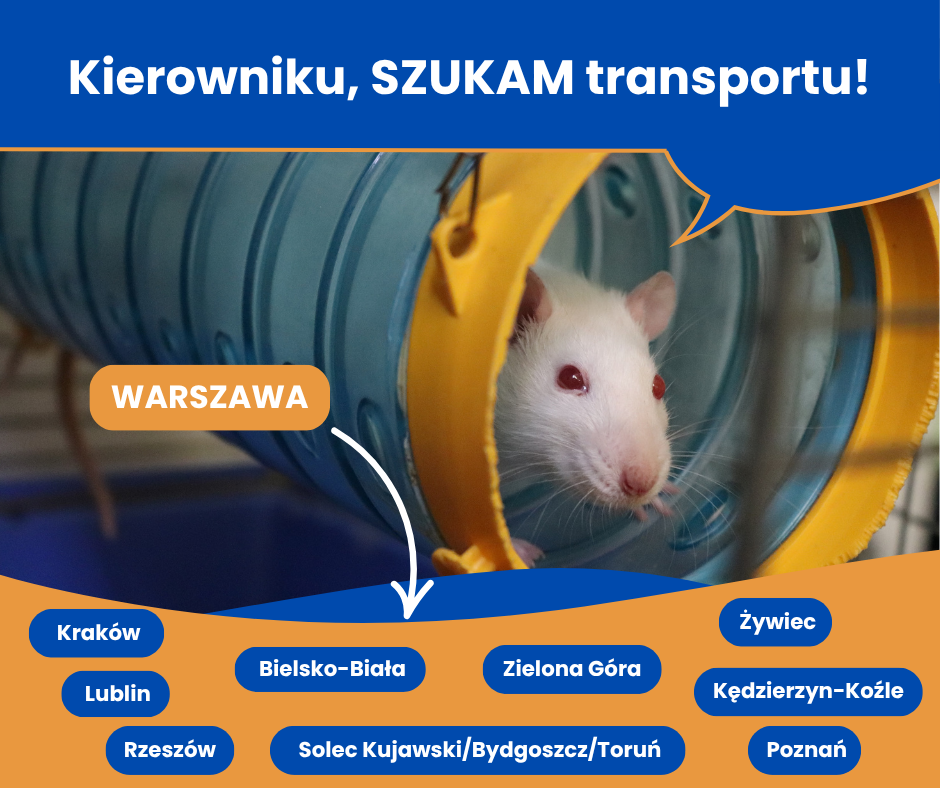 Kierowniku, SZUKAM transportu!
WARSZAWA
Kraków
Żywiec
Bielsko-Biała
Zielona Góra
Lublin
Kędzierzyn-Koźle
Rzeszów
Solec Kujawski/Bydgoszcz/Toruń
Poznań